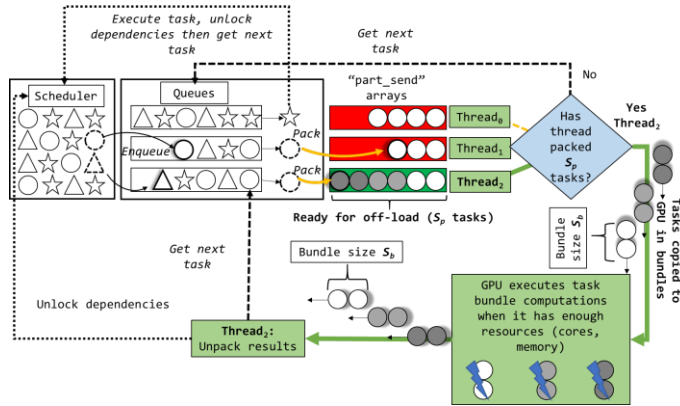 Execute task, unlock
dependencies then get next
task
Get next
task
No
Scheduler
Queues
“part_send”
arrays
Thread0
Has
thread
packed
Sp
tasks?
Yes
Thread2
Enqueue
Pack
Thread1
Pack
Thread2
Ready for off-load (Sp tasks)
Get next
task
Bundle size Sb
Bundle
size Sb
Tasks copied to
GPU in bundles
Unlock dependencies
Thread2:
Unpack results
GPU executes task
bundle computations
when it has enough
resources (cores,
memory)